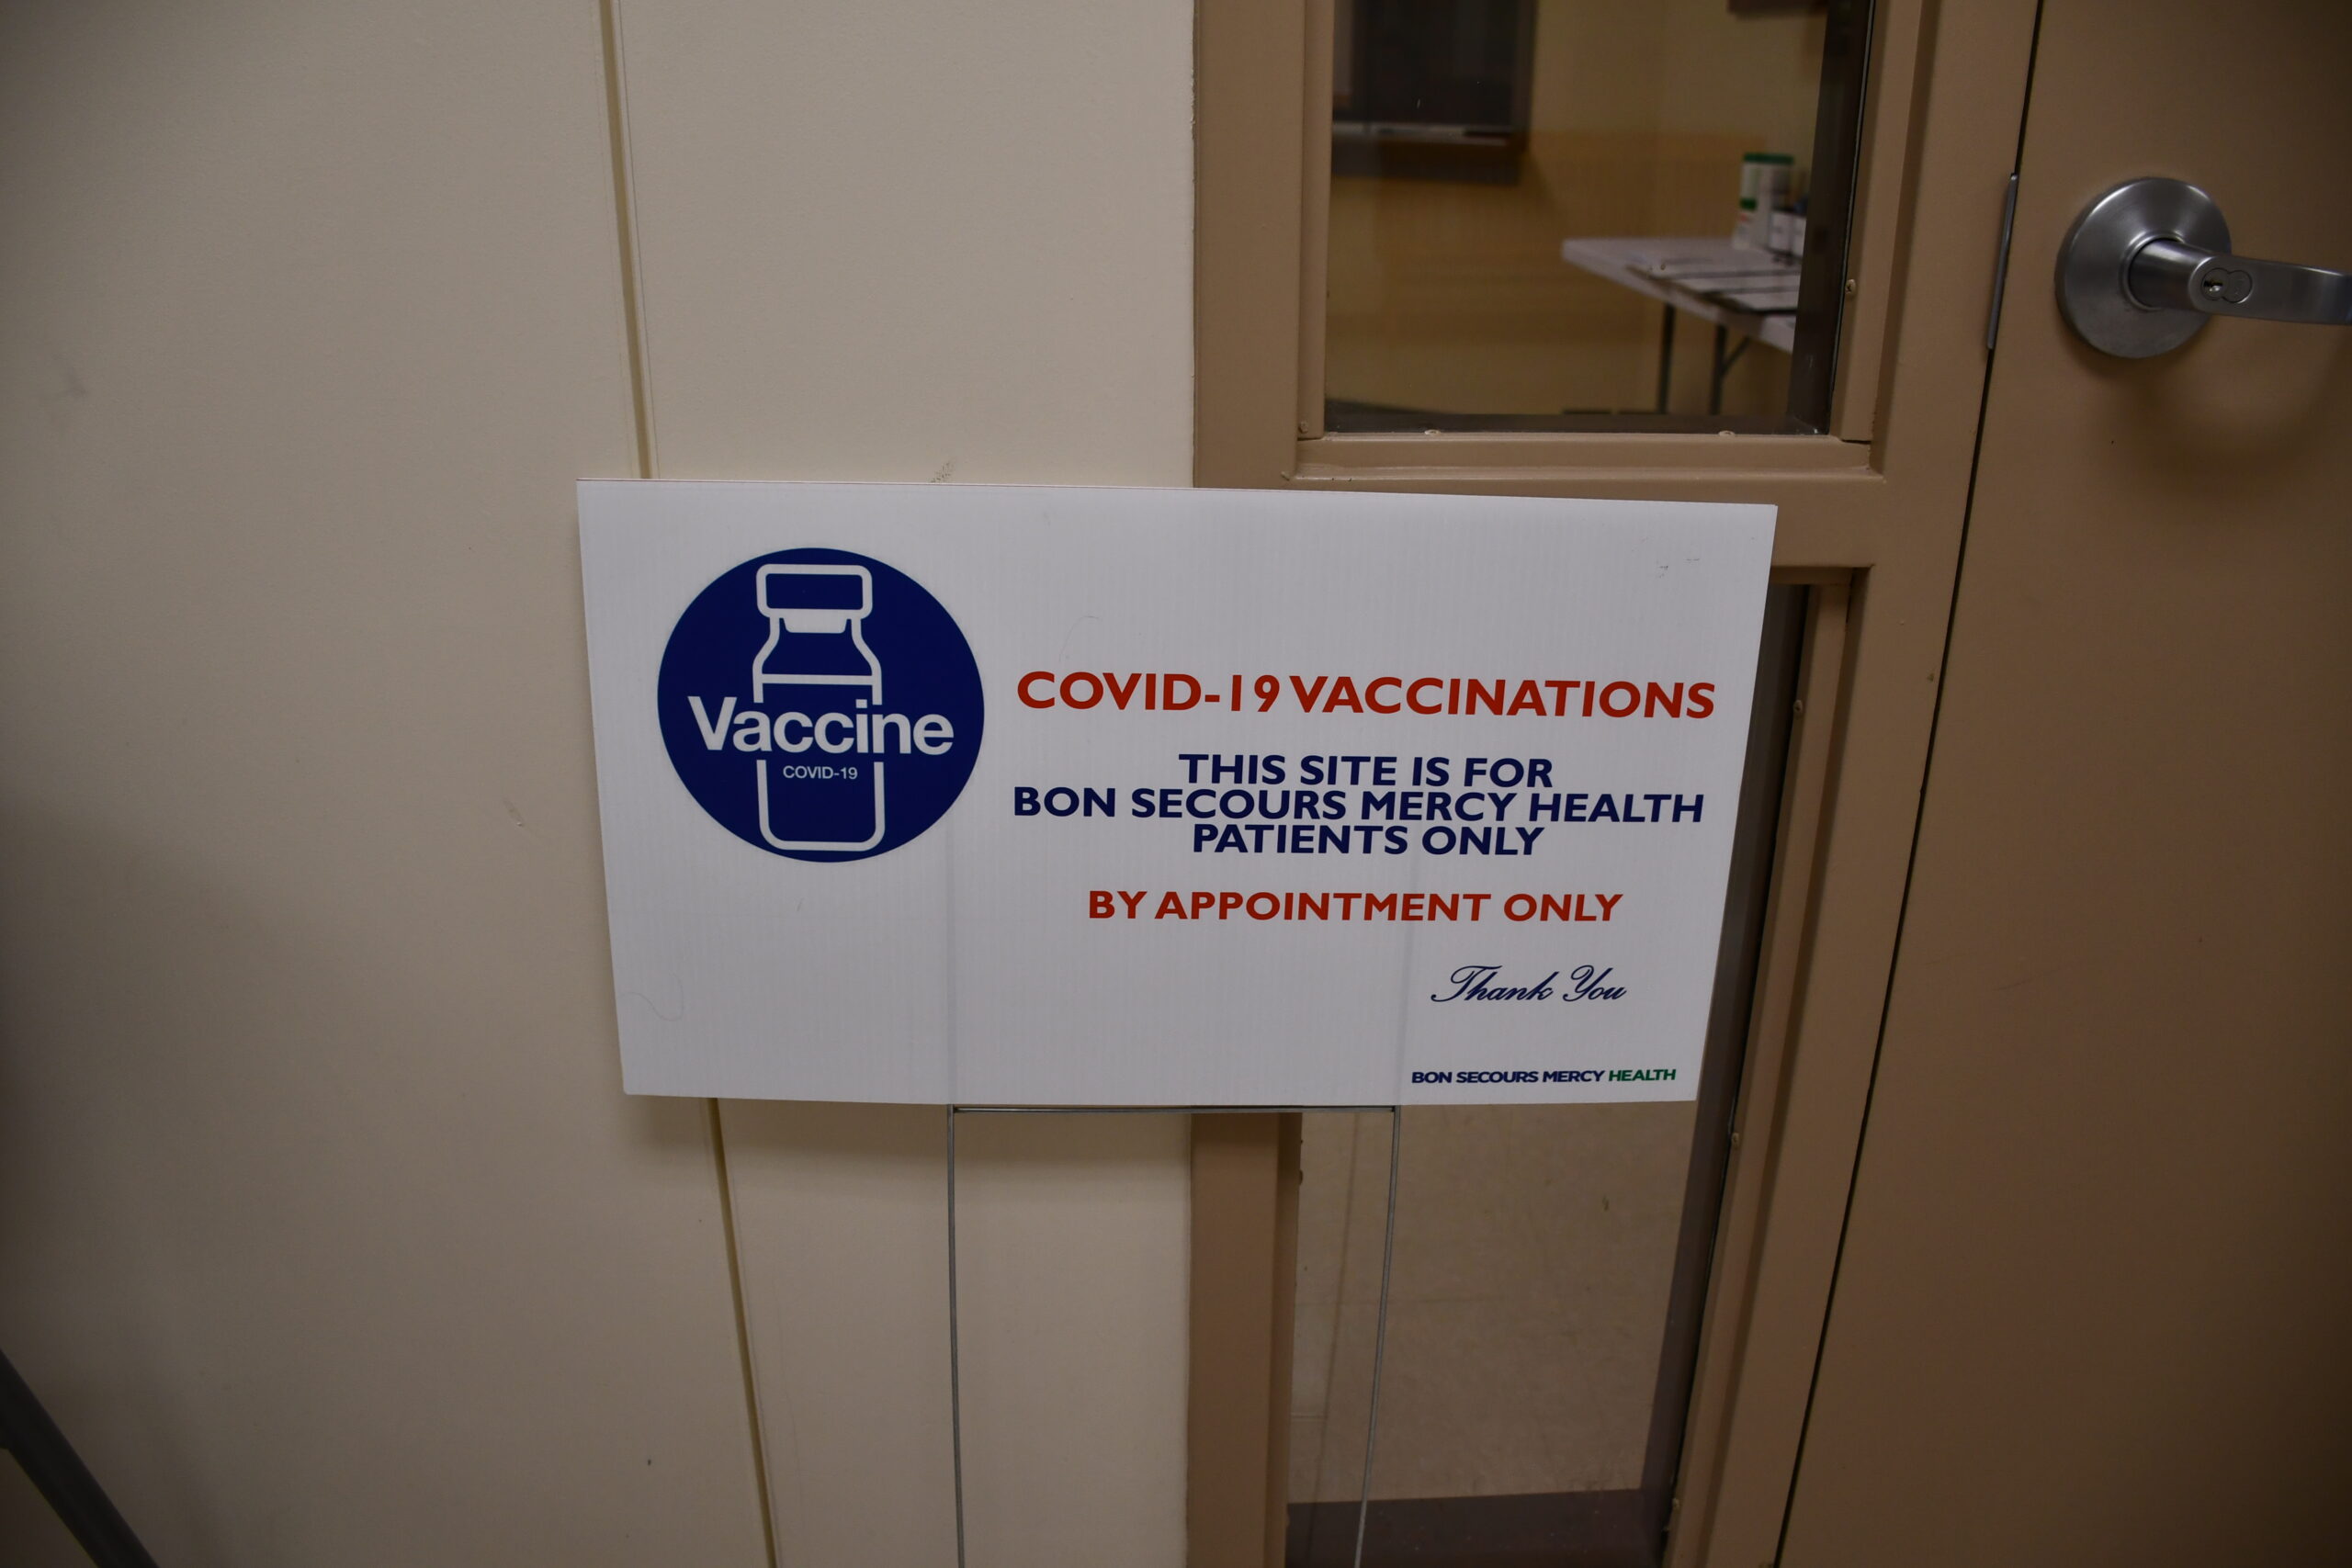 Vaccine
COVID-19
COVID-19 VACCINATIONS
THIS SITE IS FOR
BON SECOURS MERCY HEALTH
PATIENTS ONLY
BY APPOINTMENT ONLY
Thank You
BON SECOURS MERCY HEALTH